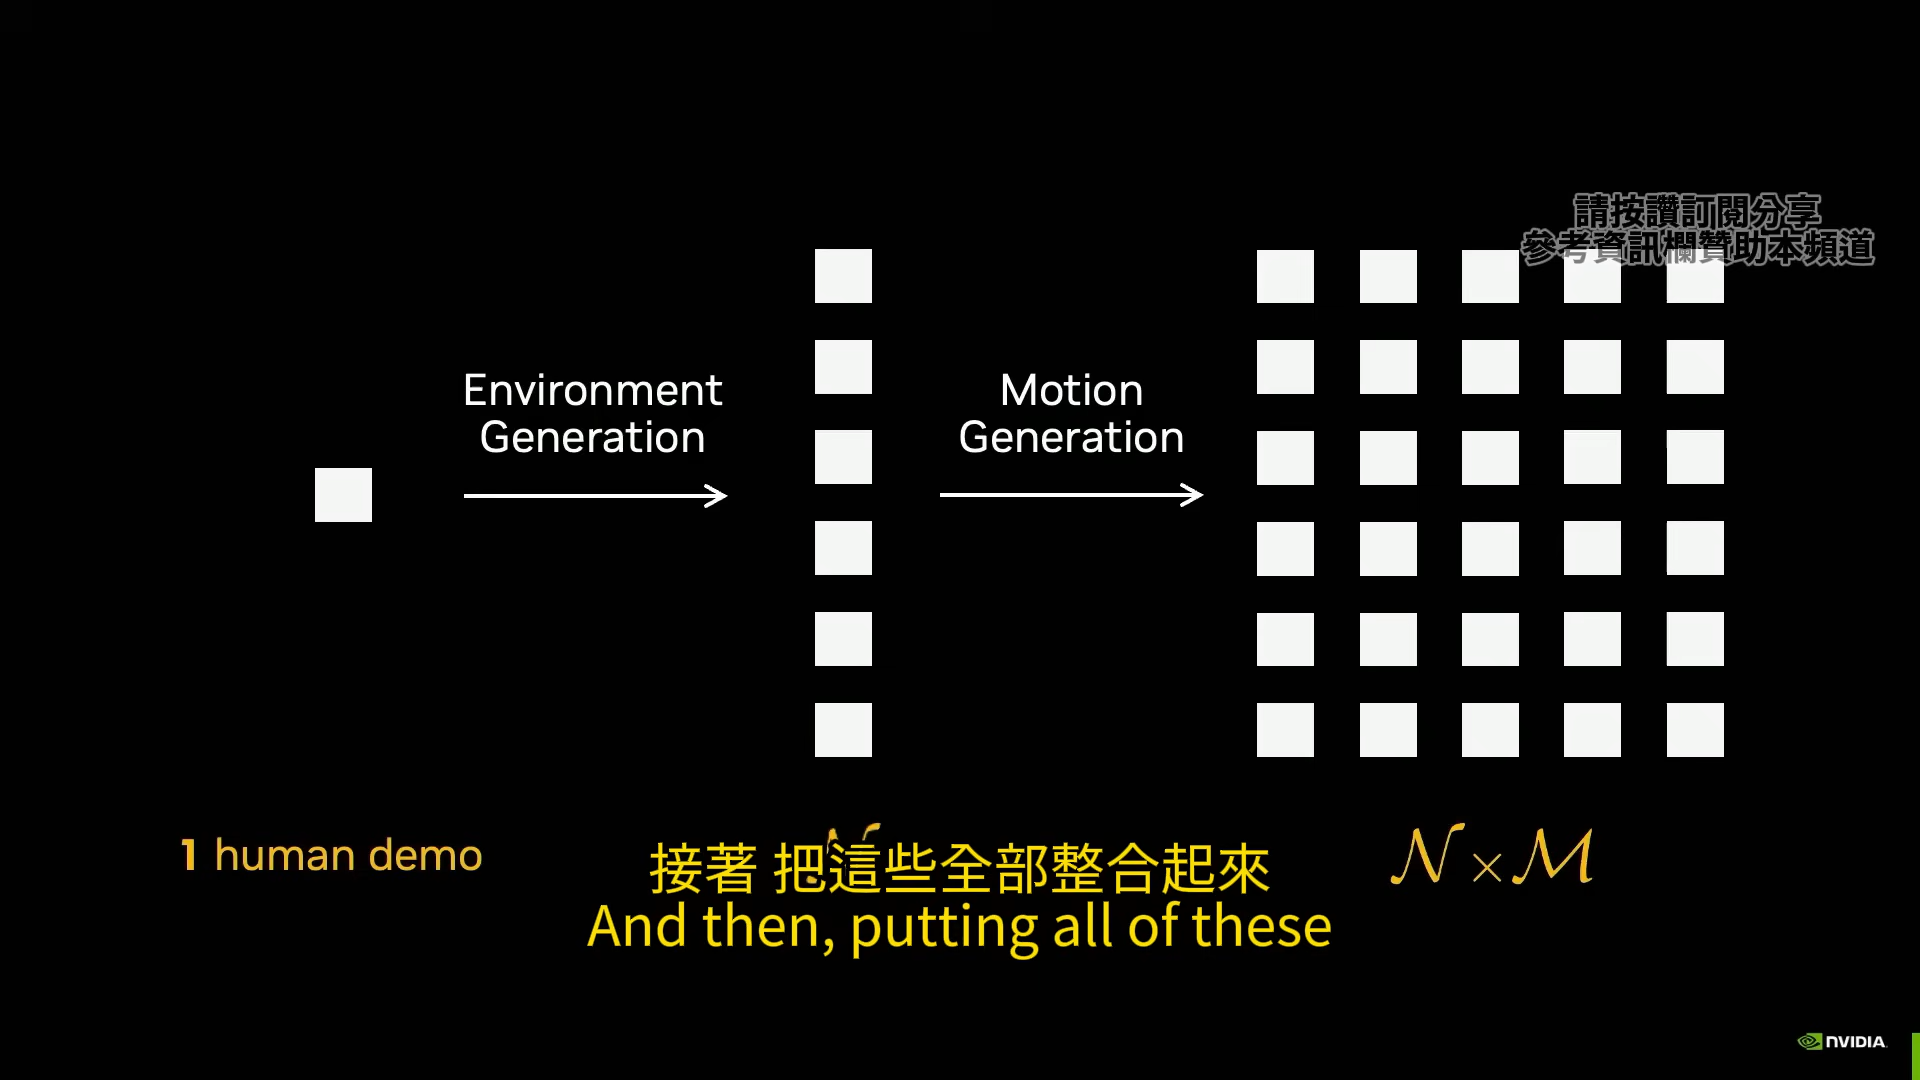 請按讚訂閱分享
參考資訊欄贊助本頻道
Environment
Generation
Motion
Generation
1 human demo
N
N×M
接著 把這些全部整合起來
And then, putting all of these
NVIDIA